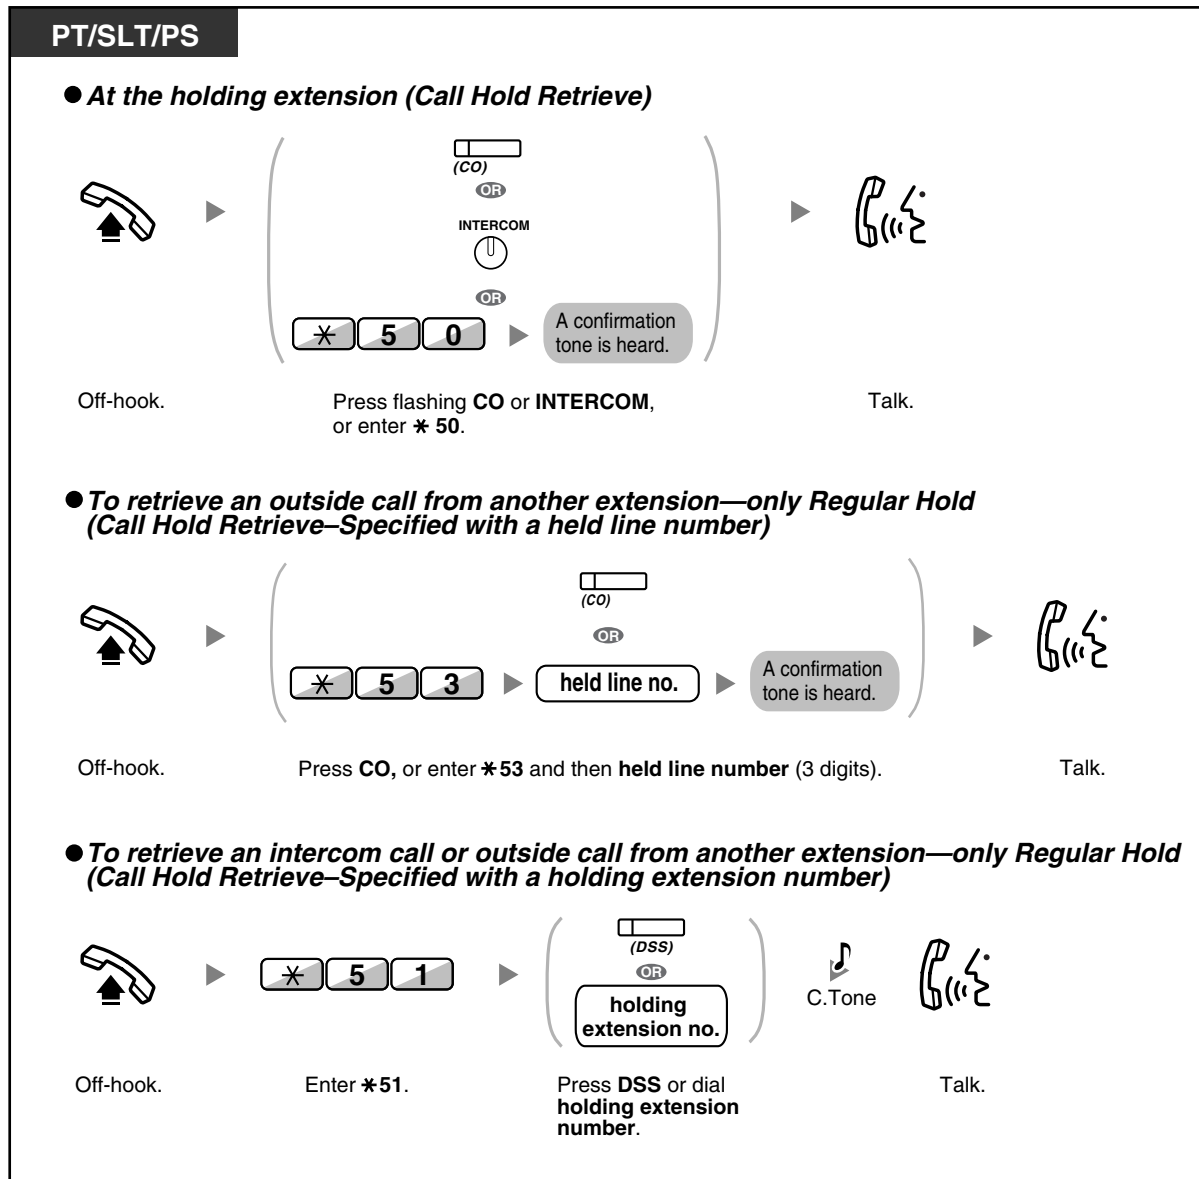 PT/SLT/PS
● At the holding extension (Call Hold Retrieve)
(CO)
OR
INTERCOM
OR
* 5 0
A confirmation
tone is heard.
Off-hook.
Press flashing CO or INTERCOM,
or enter * 50.
Talk.
● To retrieve an outside call from another extension—only Regular Hold
(Call Hold Retrieve–Specified with a held line number)
(CO)
OR
* 5 3
held line no.
A confirmation
tone is heard.
Off-hook.
Press CO, or enter *53 and then held line number (3 digits).
Talk.
● To retrieve an intercom call or outside call from another extension—only Regular Hold
(Call Hold Retrieve–Specified with a holding extension number)
* 5 1
(DSS)
OR
holding
extension no.
C.Tone
Off-hook.
Enter *51.
Press DSS or dial
holding extension
number.
Talk.